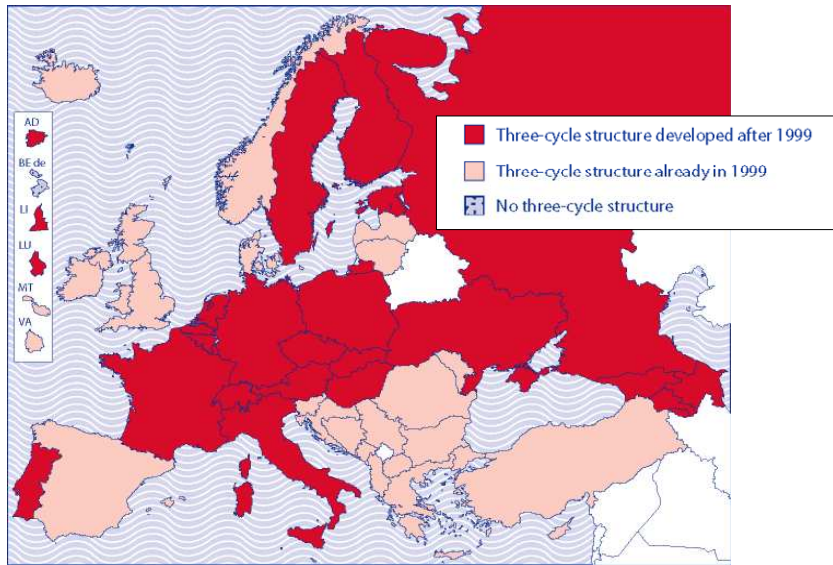 AD
BE de
LI
LU
MT
VA
Three-cycle structure developed after 1999
Three-cycle structure already in 1999
No three-cycle structure